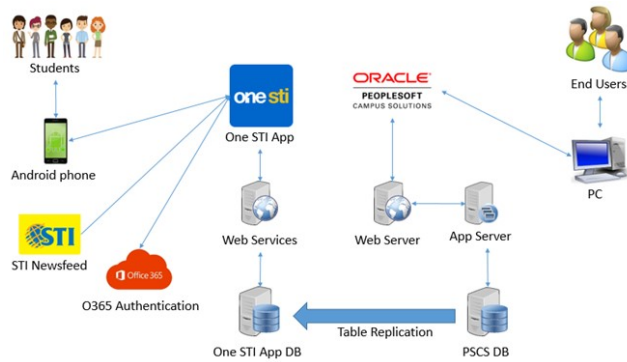 Students
End Users
one sti
One STI App
ORACLE®
PEOPLESOFT
CAMPUS SOLUTIONS
Android phone
PC
STI
STI Newsfeed
Web Services
Web Server
App Server
Office 365
O365 Authentication
Table Replication
One STI App DB
PSCS DB